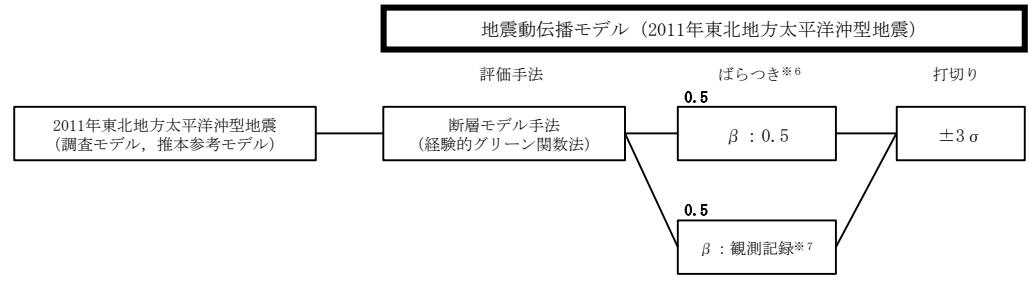 地震動伝播モデル（2011年東北地方太平洋沖型地震）
評価手法 ばらつき※6 打切り
2011年東北地方太平洋沖型地震
（調査モデル，推本参考モデル）
断層モデル手法
（経験的グリーン関数法）
0.5
β：0.5
±3σ
0.5
β：観測記録※7